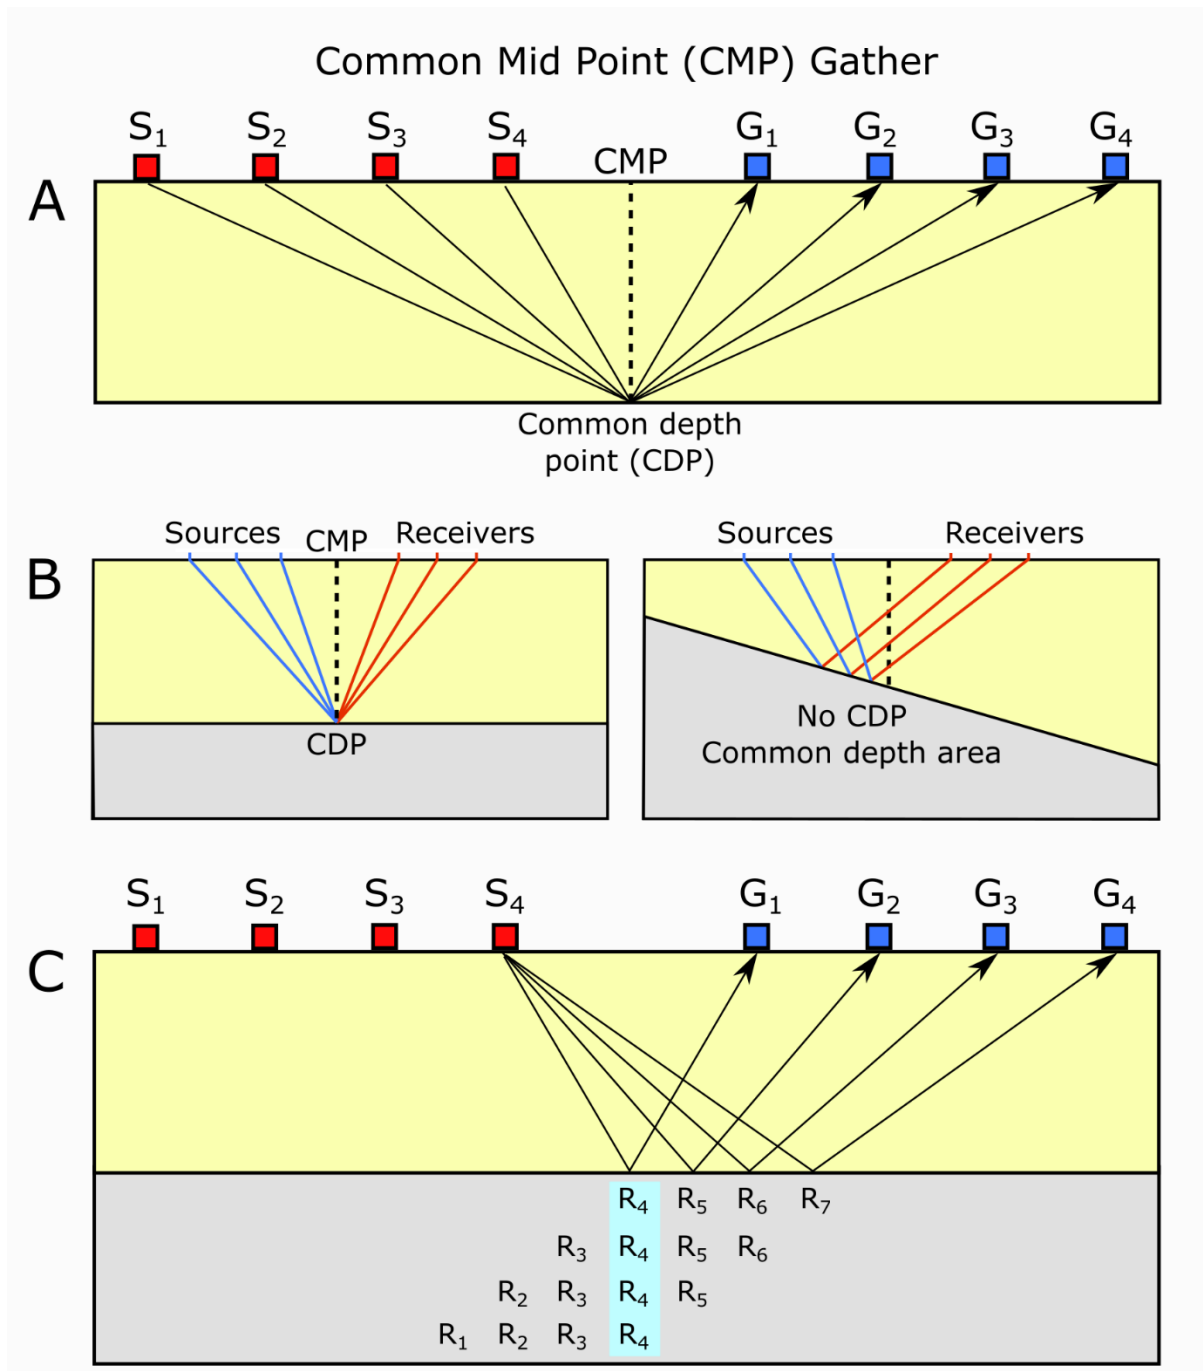 Common Mid Point (CMP) Gather
S₁ S₂ S₃ S₄ CMP G₁ G₂ G₃ G₄
A
Common depth
point (CDP)
B
Sources CMP Receivers
CDP
Sources Receivers
No CDP
Common depth area
S₁ S₂ S₃ S₄ G₁ G₂ G₃ G₄
C
R₄ R₅ R₆ R₇
R₃ R₄ R₅ R₆
R₂ R₃ R₄ R₅
R₁ R₂ R₃ R₄